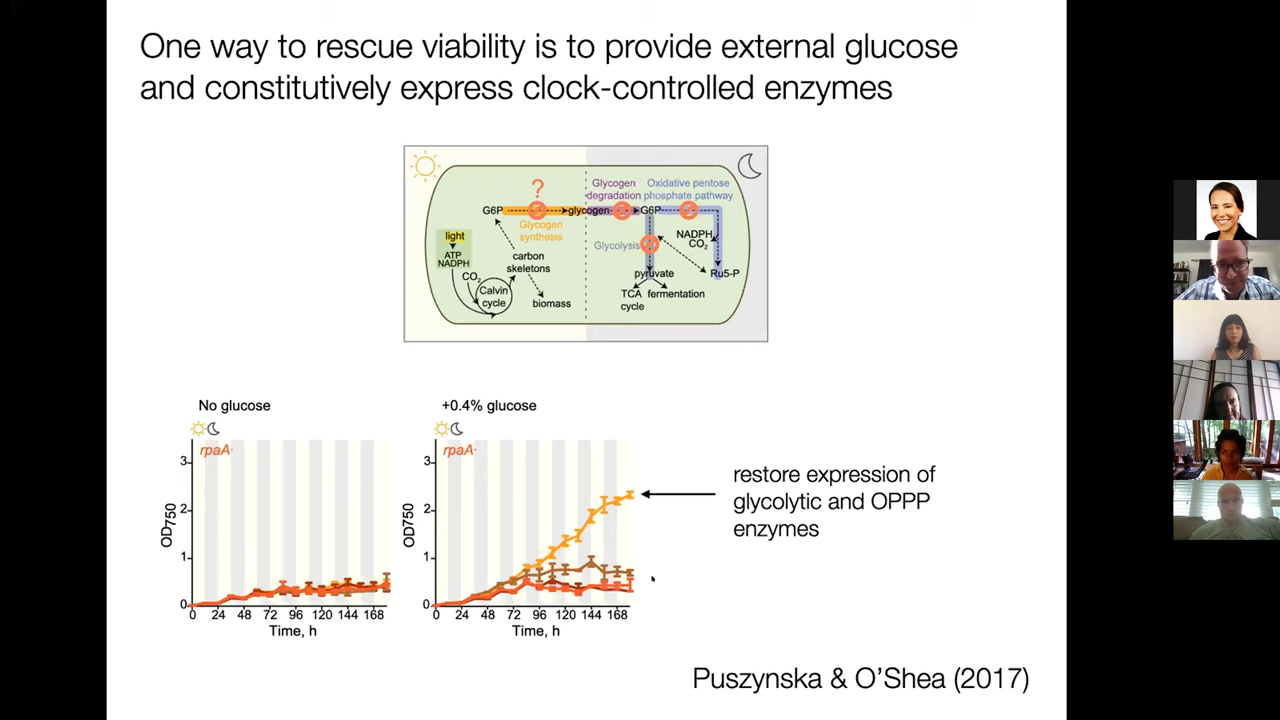 One way to rescue viability is to provide external glucose
and constitutively express clock-controlled enzymes
?
Glycogen
degradation
Oxidative pentose
phosphate pathway
G6P
glycogen
G6P
Glycogen
synthesis
light
ATP
NADPH
CO2
Calvin
cycle
carbon
skeletons
biomass
Glycolysis
NADPH
CO2
pyruvate
Ru5-P
TCA
cycle
fermentation
No glucose
rpaA-
OD750
3
2
1
0
0 24 48 72 96 120 144 168
Time, h
+0.4% glucose
rpaA-
OD750
3
2
1
0
0 24 48 72 96 120 144 168
Time, h
restore expression of
glycolytic and OPPP
enzymes
Puszynska & O'Shea (2017)